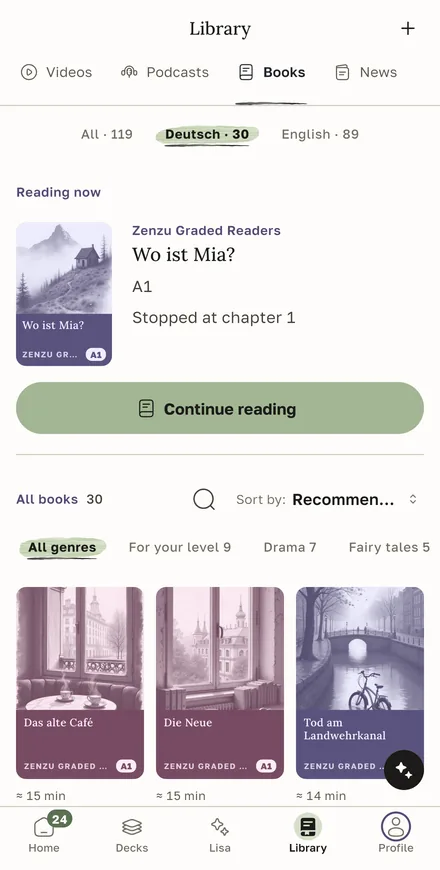 Library
Videos
Podcasts
Books
News
All · 119
Deutsch · 30
English · 89
Reading now
Wo ist Mia?
ZENZU GR...
A1
Zenzu Graded Readers
Wo ist Mia?
A1
Stopped at chapter 1
Continue reading
All books 30
Sort by: Recommen...
All genres
For your level 9
Drama 7
Fairy tales 5
Das alte Café
ZENZU GRADED ...
A1
≈ 15 min
Die Neue
ZENZU GRADED ...
A1
≈ 15 min
Tod am
Landwehrkanal
ZENZU GRADED ...
≈ 14 min
24
Home
Decks
Lisa
Library
Profile